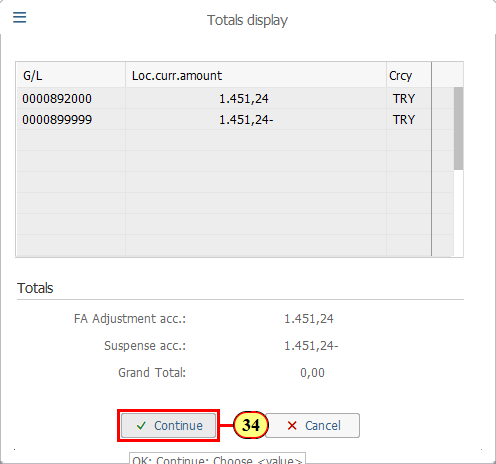 Totals display
G/L Loc.curr.amount Crcy
0000892000 1.451,24 TRY
0000899999 1.451,24- TRY
Totals
FA Adjustment acc.: 1.451,24
Suspense acc.: 1.451,24-
Grand Total: 0,00
Continue 34 Cancel
OK: Continue: Choose <value>